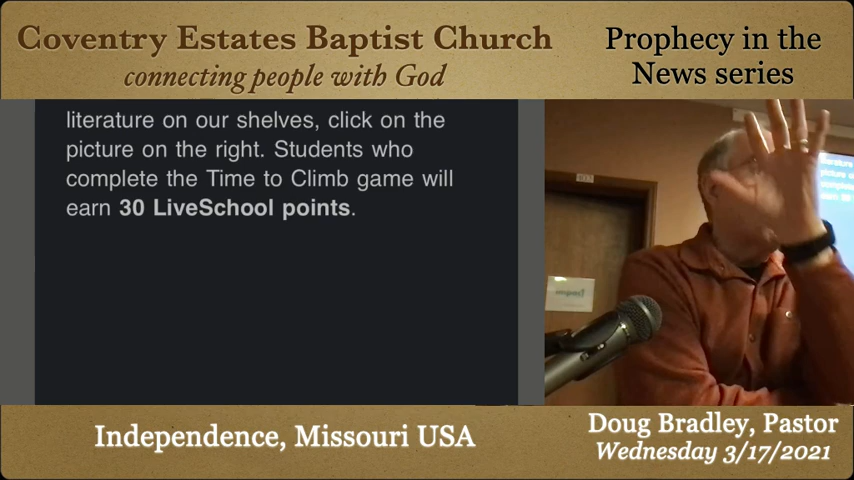 Coventry Estates Baptist Church
connecting people with God
Prophecy in the
News series
literature on our shelves, click on the
picture on the right. Students who
complete the Time to Climb game will
earn 30 LiveSchool points.
Independence, Missouri USA
Doug Bradley, Pastor
Wednesday 3/17/2021